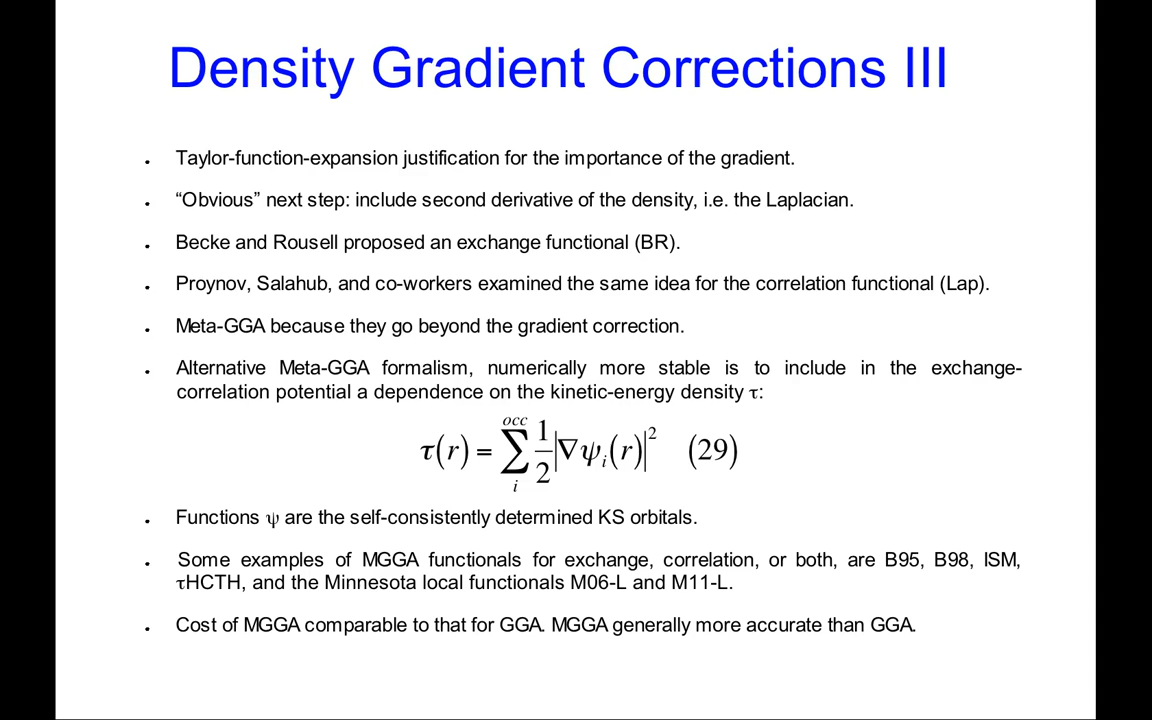 Density Gradient Corrections III
• Taylor-function-expansion justification for the importance of the gradient.
• “Obvious” next step: include second derivative of the density, i.e. the Laplacian.
• Becke and Rousell proposed an exchange functional (BR).
• Proynov, Salahub, and co-workers examined the same idea for the correlation functional (Lap).
• Meta-GGA because they go beyond the gradient correction.
• Alternative Meta-GGA formalism, numerically more stable is to include in the exchange-
correlation potential a dependence on the kinetic-energy density τ:
τ(r) = ∑_i^occ 1/2 |∇ψ_i(r)|^2 (29)
• Functions ψ are the self-consistently determined KS orbitals.
• Some examples of MGGA functionals for exchange, correlation, or both, are B95, B98, ISM,
τHCTH, and the Minnesota local functionals M06-L and M11-L.
• Cost of MGGA comparable to that for GGA. MGGA generally more accurate than GGA.